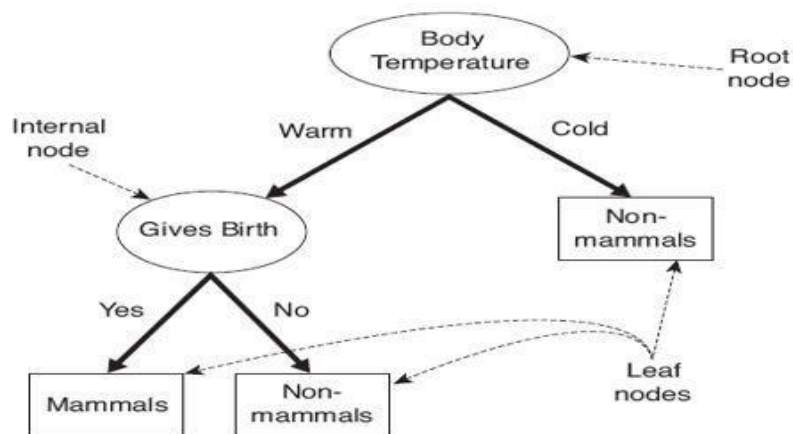 Body
Temperature
Root
node
Internal
node
Warm
Cold
Gives Birth
Non-
mammals
Yes
No
Mammals
Non-
mammals
Leaf
nodes